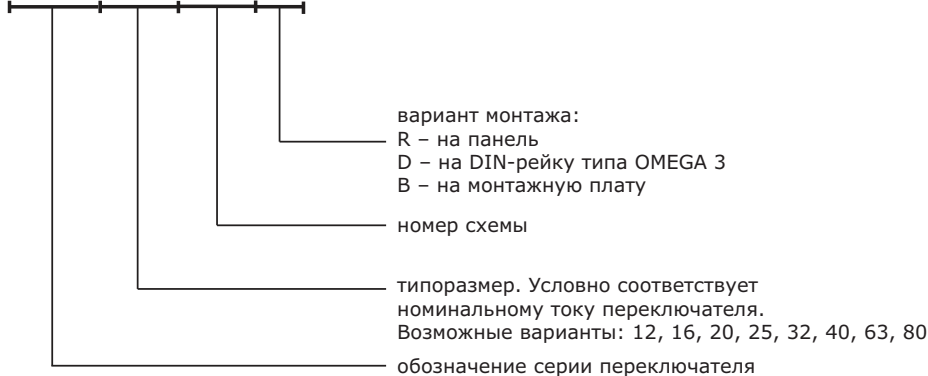 вариант монтажа:
R – на панель
D – на DIN-рейку типа OMEGA 3
B – на монтажную плату
номер схемы
типоразмер. Условно соответствует
номинальному току переключателя.
Возможные варианты: 12, 16, 20, 25, 32, 40, 63, 80
обозначение серии переключателя